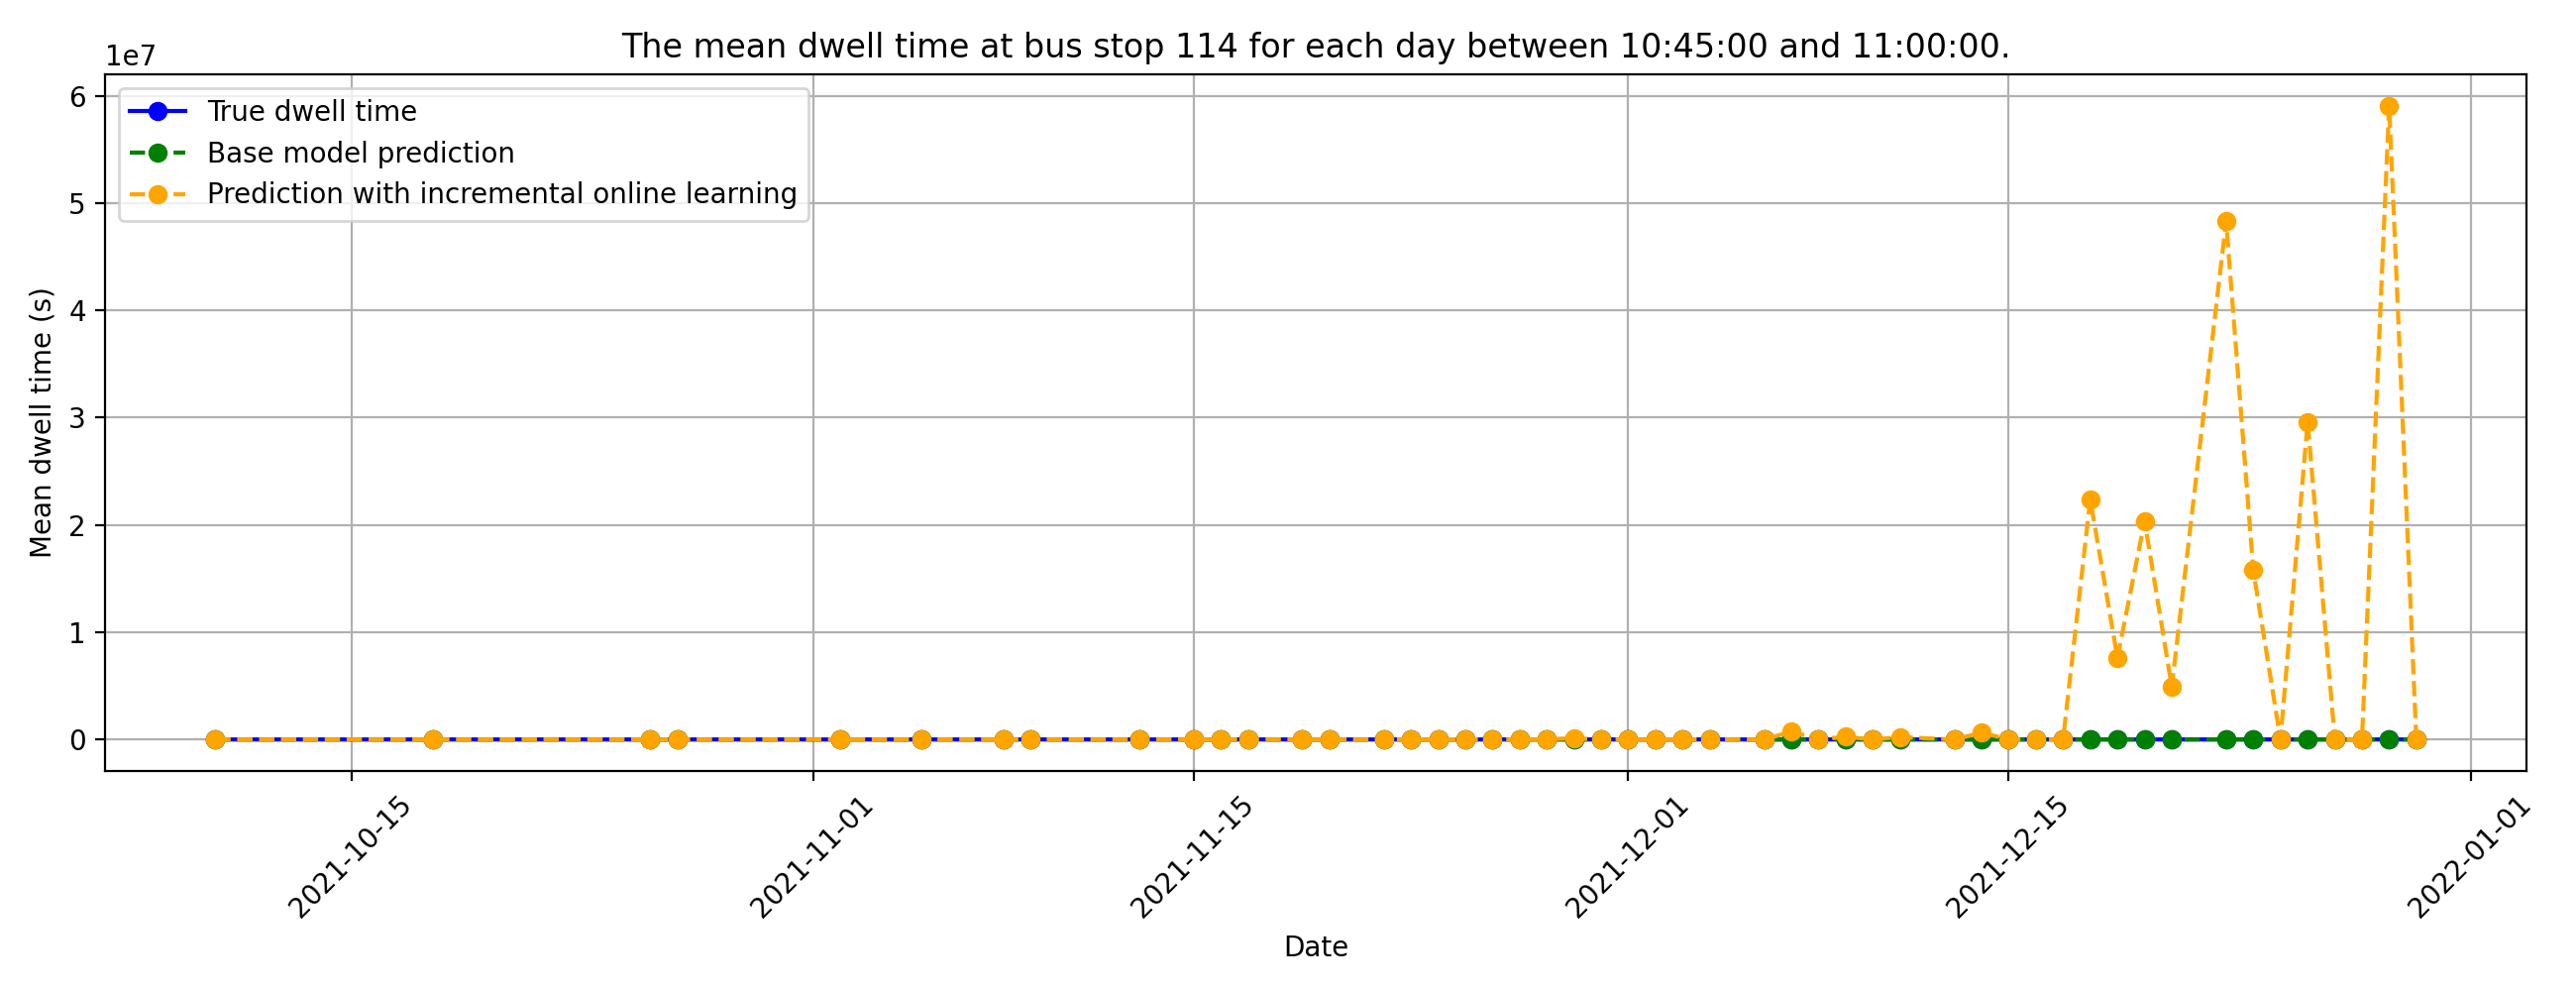 The mean dwell time at bus stop 114 for each day between 10:45:00 and 11:00:00.
1e7
6
5
4
3
2
1
0
Mean dwell time (s)
True dwell time
Base model prediction
Prediction with incremental online learning
2021-10-15
2021-11-01
2021-11-15
2021-12-01
2021-12-15
2022-01-01
Date